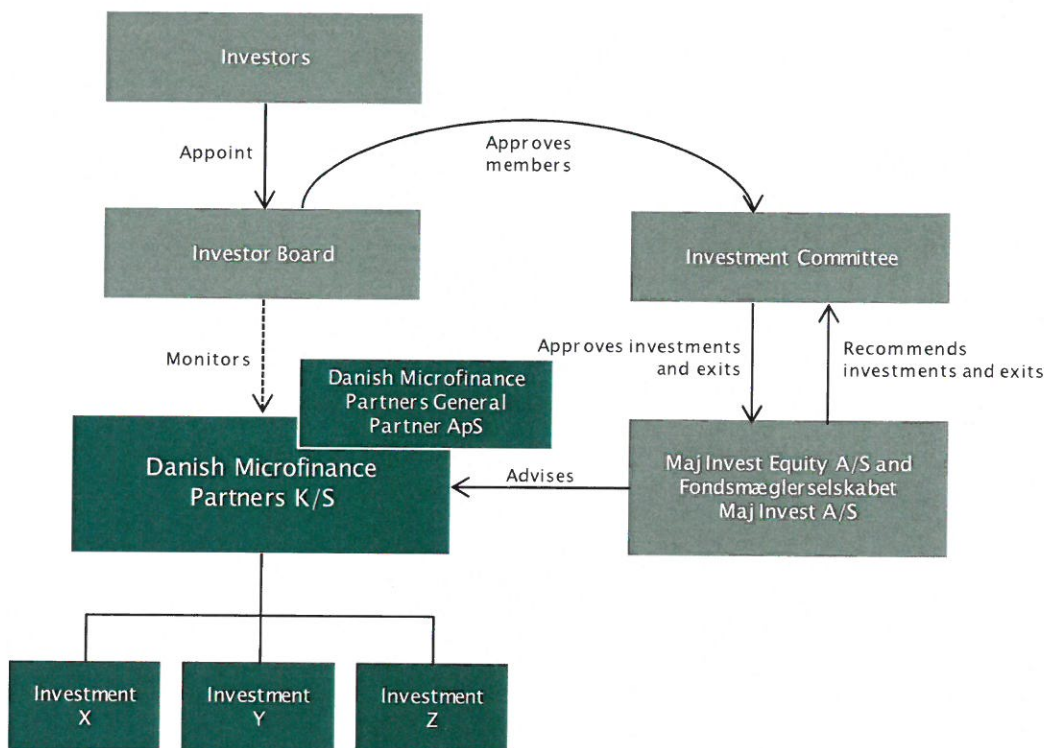 Investors
Appoint
Approves
members
Investor Board
Investment Committee
Monitors
Approves investments
and exits
Recommends
investments and exits
Danish Microfinance
Partners General
Partner ApS
Danish Microfinance
Partners K/S
Advises
Maj Invest Equity A/S and
Fondsmæglerselskabet
Maj Invest A/S
Investment
X
Investment
Y
Investment
Z